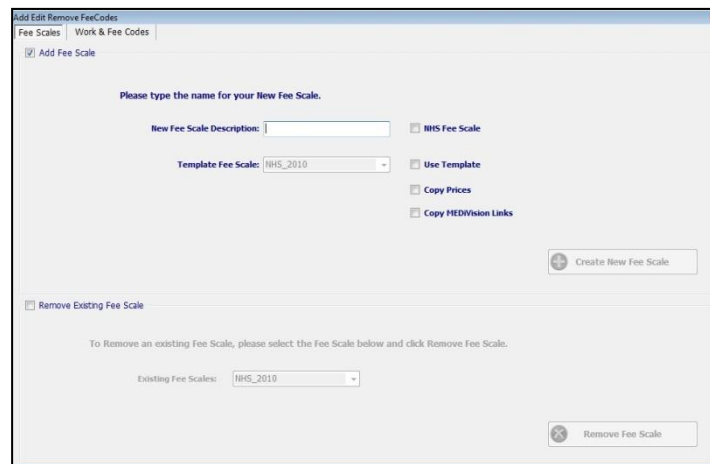 Add Edit Remove FeeCodes
Fee Scales Work & Fee Codes
Add Fee Scale
Please type the name for your New Fee Scale.
New Fee Scale Description: NHS Fee Scale
Template Fee Scale: NHS_2010 Use Template
Copy Prices
Copy MEDiVision Links
Create New Fee Scale
Remove Existing Fee Scale
To Remove an existing Fee Scale, please select the Fee Scale below and click Remove Fee Scale.
Existing Fee Scales: NHS_2010
Remove Fee Scale